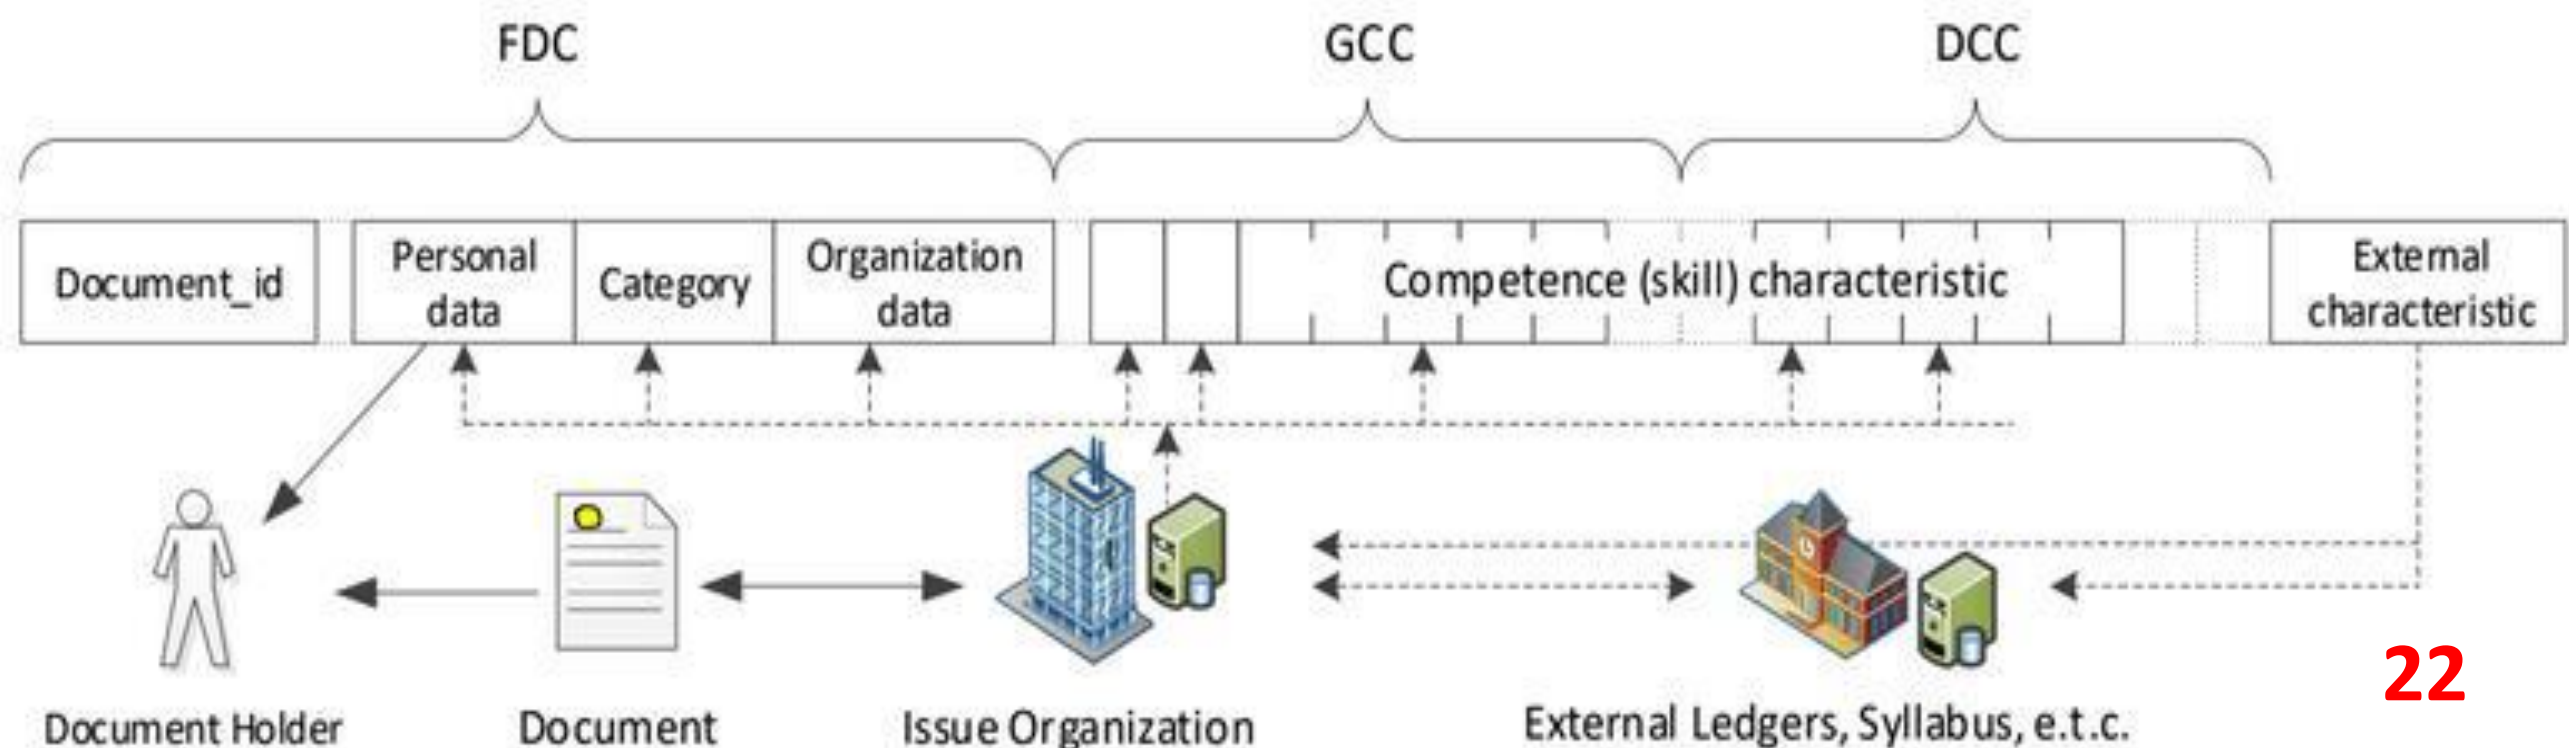 FDC
GCC
DCC
Document_id
Personal
data
Category
Organization
data
Competence (skill) characteristic
External
characteristic
22
Document Holder
Document
Issue Organization
External Ledgers, Syllabus, e.t.c.